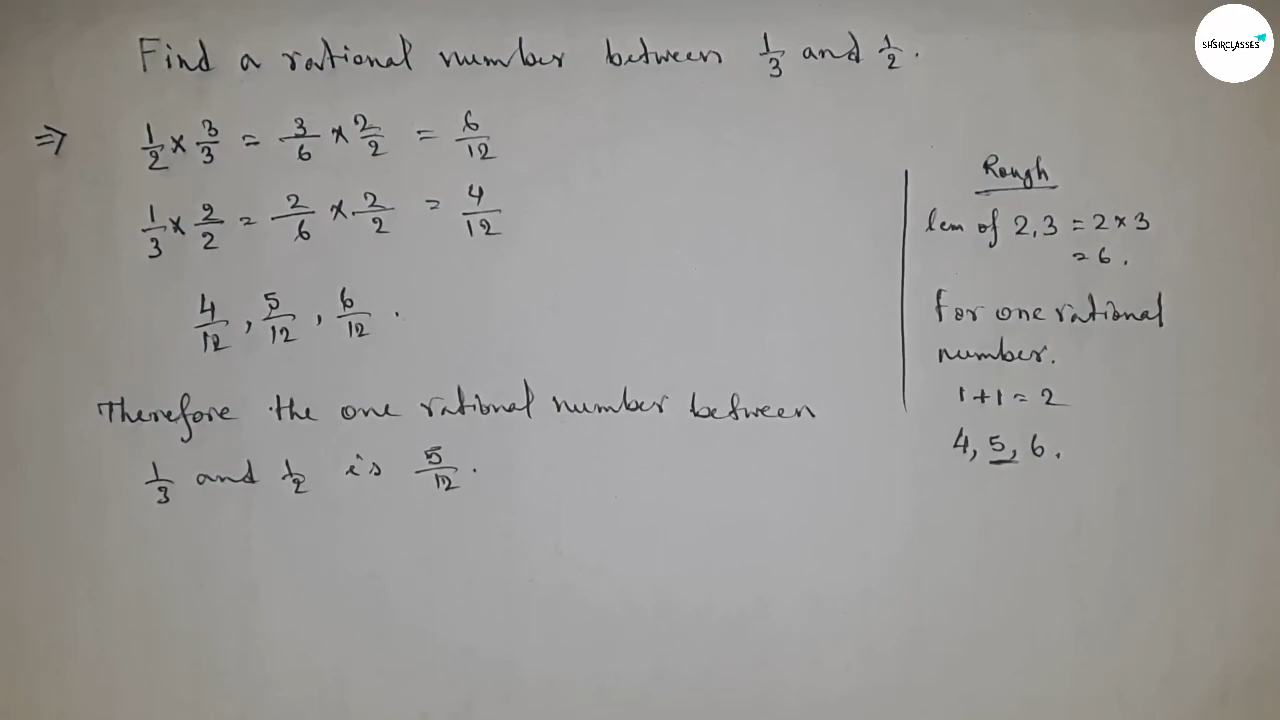 SHSIRCLASSES
Find a rational number between 1/3 and 1/2.
⇒ 1/2 × 3/3 = 3/6 × 2/2 = 6/12
1/3 × 2/2 = 2/6 × 2/2 = 4/12
4/12, 5/12, 6/12.
Therefore the one rational number between
1/3 and 1/2 is 5/12.
Rough
lcm of 2,3 = 2×3
= 6.
For one rational
number.
1+1 = 2
4, 5, 6.